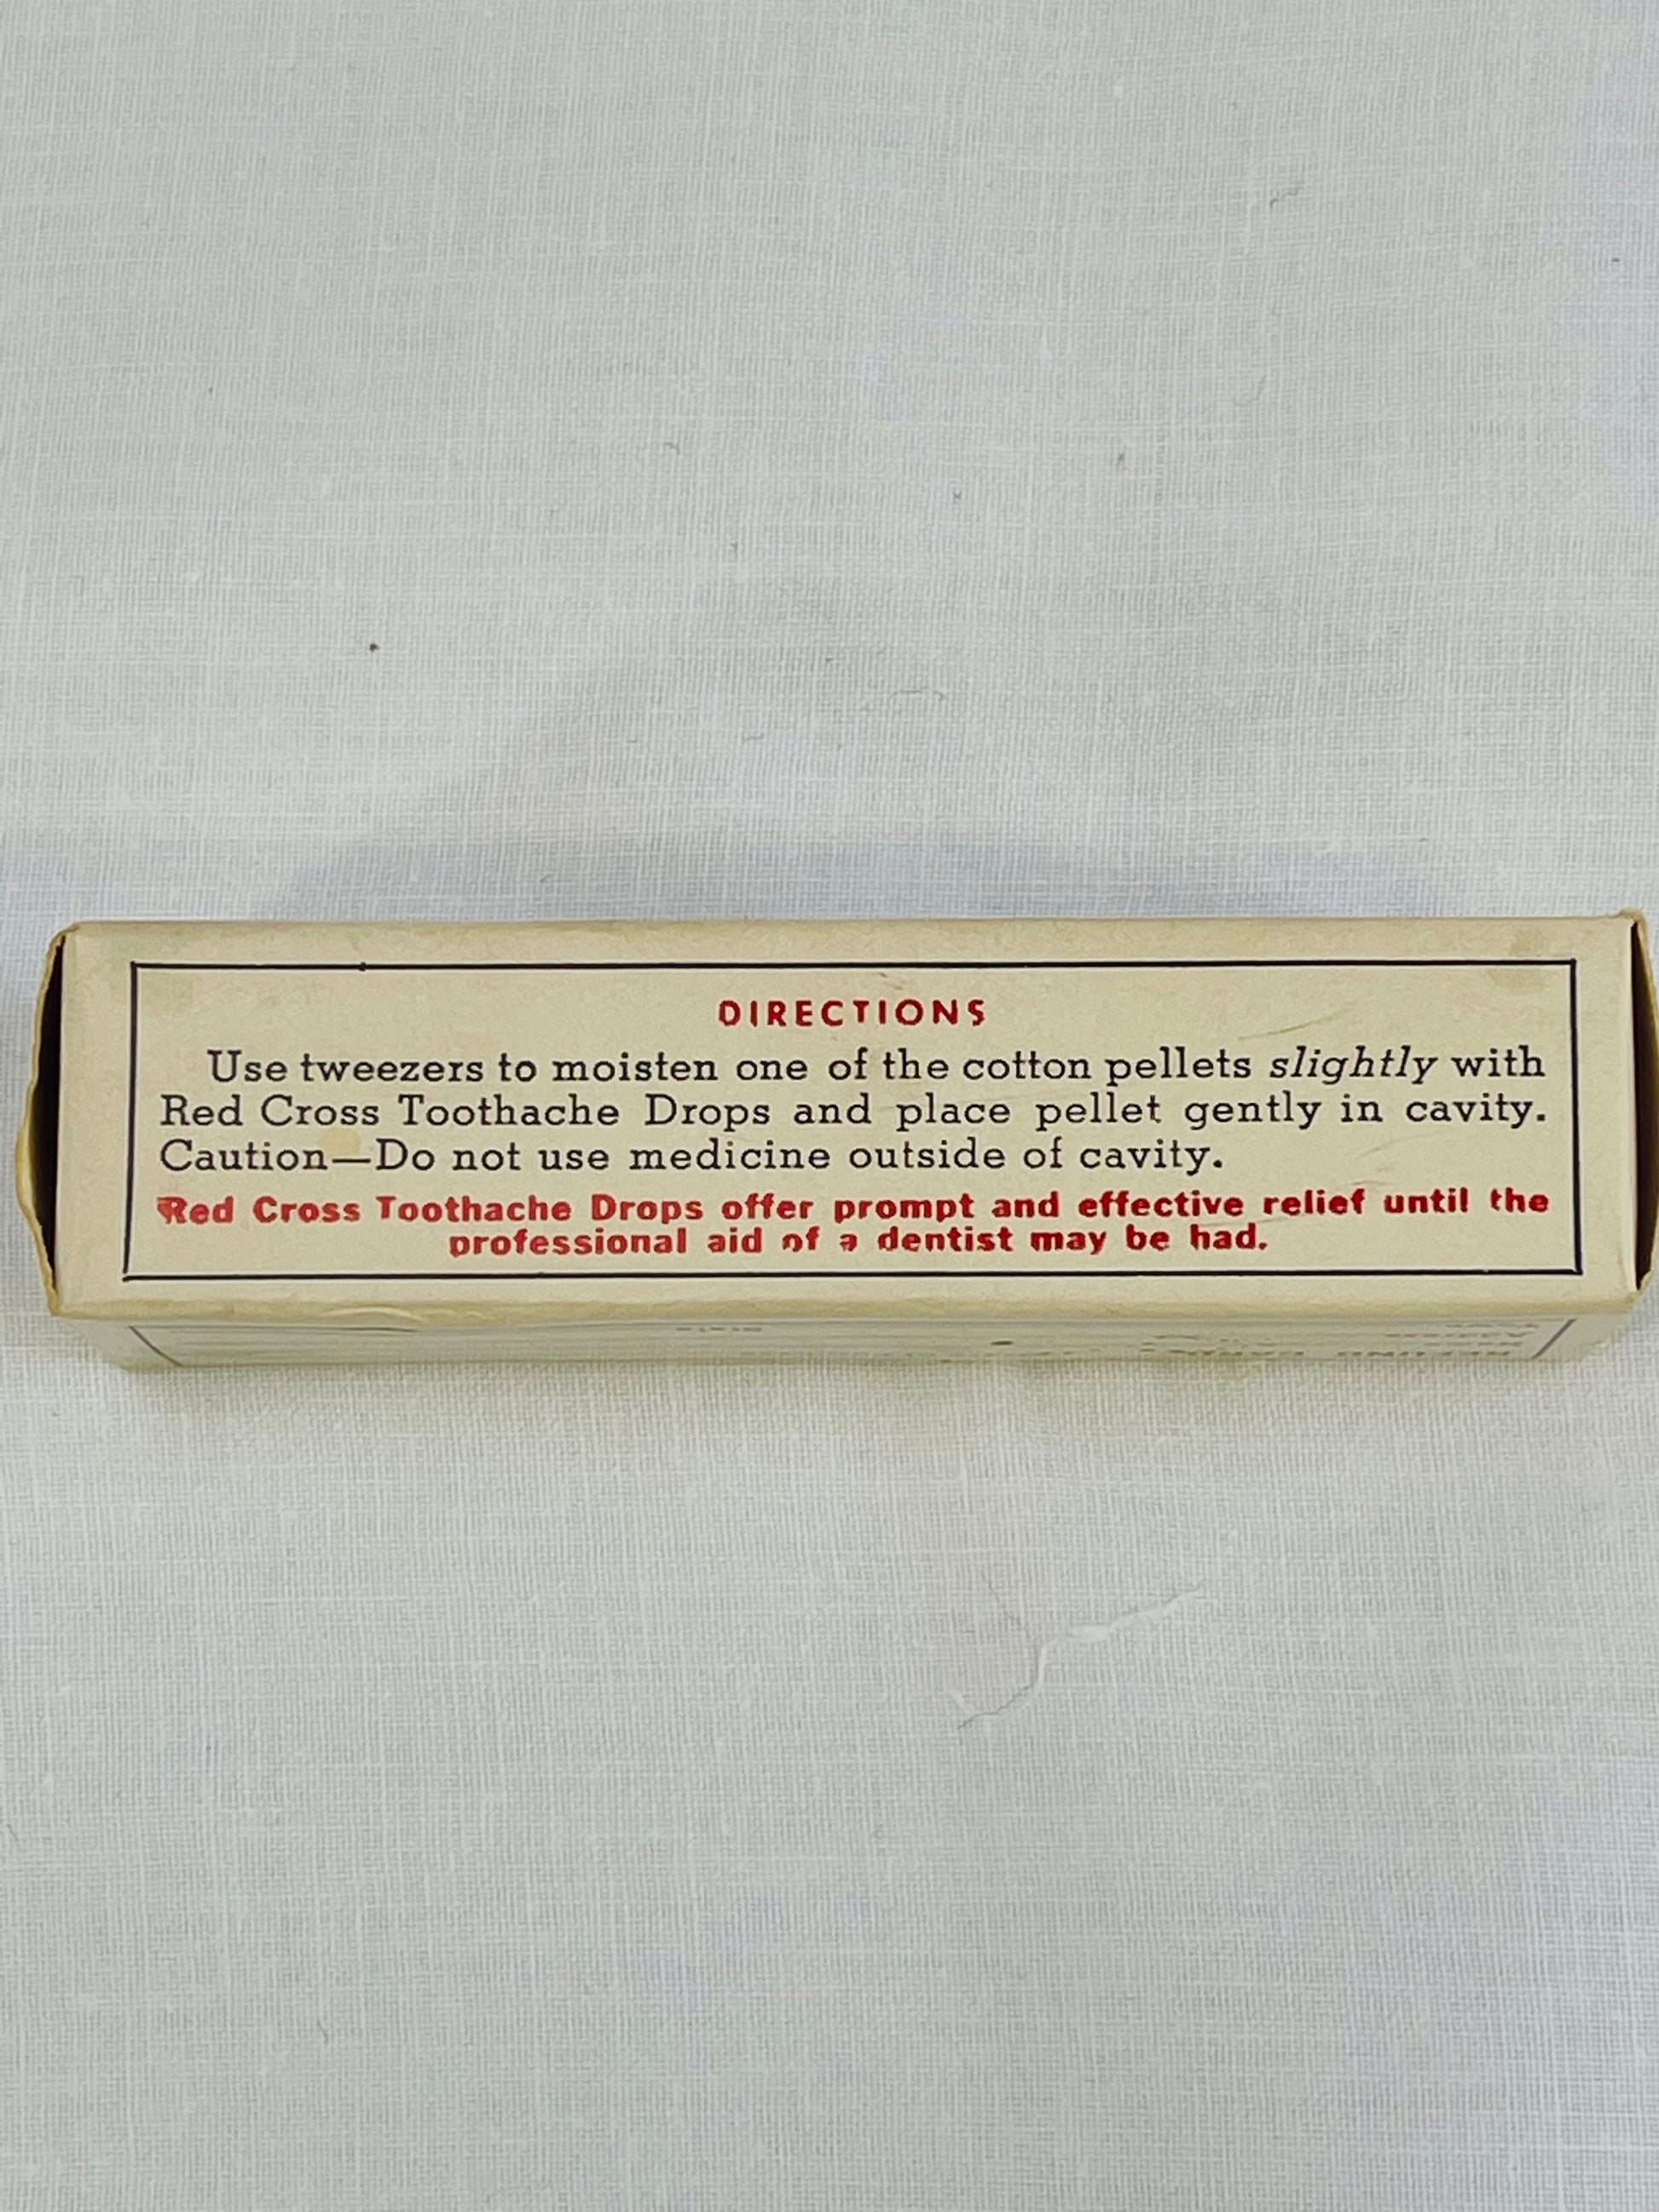 DIRECTIONS
Use tweezers to moisten one of the cotton pellets slightly with
Red Cross Toothache Drops and place pellet gently in cavity.
Caution—Do not use medicine outside of cavity.
Red Cross Toothache Drops offer prompt and effective relief until the
professional aid of a dentist may be had.